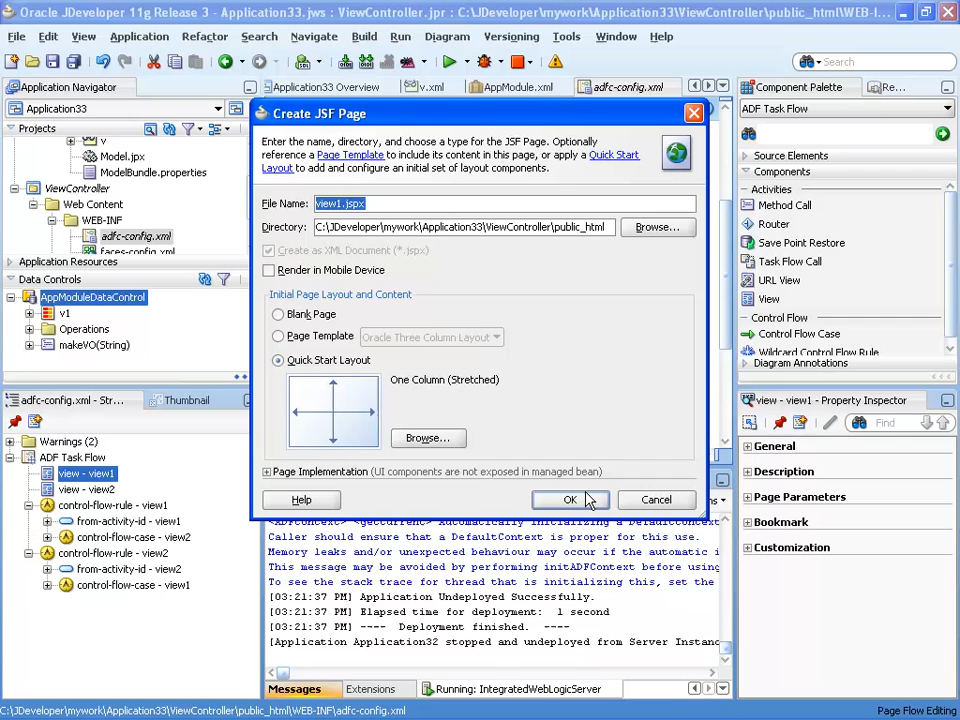 Oracle JDeveloper 11g Release 3 - Application33.jws : ViewController.jpr : C:\JDeveloper\mywork\Application33\ViewController\public_html\WEB-I...
File Edit View Application Refactor Search Navigate Build Run Diagram Versioning Tools Window Help
Search
Application Navigator
Application33
Projects
v
Model.jpx
ModelBundle.properties
ViewController
Web Content
WEB-INF
adfc-config.xml
faces-config.xml
Application Resources
Data Controls
AppModuleDataControl
v1
Operations
makeVO(String)
adfc-config.xml - Str...
Thumbnail
Warnings (2)
ADF Task Flow
view - view1
view - view2
control-flow-rule - view1
from-activity-id - view1
control-flow-case - view2
control-flow-rule - view2
from-activity-id - view2
control-flow-case - view1
Application33 Overview
v.xml
AppModule.xml
adfc-config.xml
Create JSF Page
Enter the name, directory, and choose a type for the JSF Page. Optionally
reference a Page Template to include its content in this page, or apply a Quick Start
Layout to add and configure an initial set of layout components.
File Name: view1.jspx
Directory: C:\JDeveloper\mywork\Application33\ViewController\public_html Browse...
Create as XML Document (*.jspx)
Render in Mobile Device
Initial Page Layout and Content
Blank Page
Page Template Oracle Three Column Layout
Quick Start Layout
One Column (Stretched)
Browse...
Page Implementation (UI components are not exposed in managed bean)
Help OK Cancel
<ADFContext> <getCurrent> Automatically initializing a DefaultContext
Caller should ensure that a DefaultContext is proper for this use.
Memory leaks and/or unexpected behaviour may occur if the automatic i
This message may be avoided by performing initADFContext before using
To see the stack trace for thread that is initializing this, set the
[03:21:37 PM] Application Undeployed Successfully.
[03:21:37 PM] Elapsed time for deployment: 1 second
[03:21:37 PM] ---- Deployment finished. ----
[Application Application32 stopped and undeployed from Server Instanc
Messages Extensions Running: IntegratedWebLogicServer
Component Palette
Re...
ADF Task Flow
Source Elements
Components
Activities
Method Call
Router
Save Point Restore
Task Flow Call
URL View
View
Control Flow
Control Flow Case
Wildcard Control Flow Rule
Diagram Annotations
view - view1 - Property Inspector
Find
General
Description
Page Parameters
Bookmark
Customization
C:\JDeveloper\mywork\Application33\ViewController\public_html\WEB-INF\adfc-config.xml
Page Flow Editing